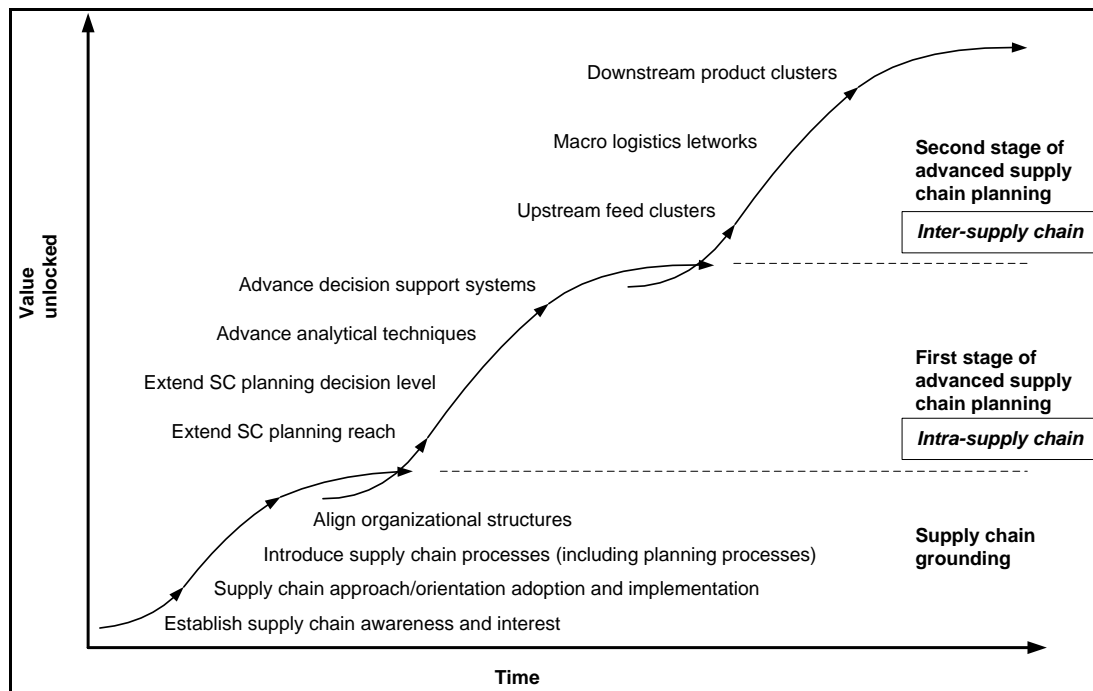 Downstream product clusters
Macro logistics letworks
Upstream feed clusters
Second stage of
advanced supply
chain planning
Inter-supply chain
Value
unlocked
Advance decision support systems
Advance analytical techniques
Extend SC planning decision level
Extend SC planning reach
First stage of
advanced supply
chain planning
Intra-supply chain
Align organizational structures
Introduce supply chain processes (including planning processes)
Supply chain approach/orientation adoption and implementation
Establish supply chain awareness and interest
Supply chain
grounding
Time